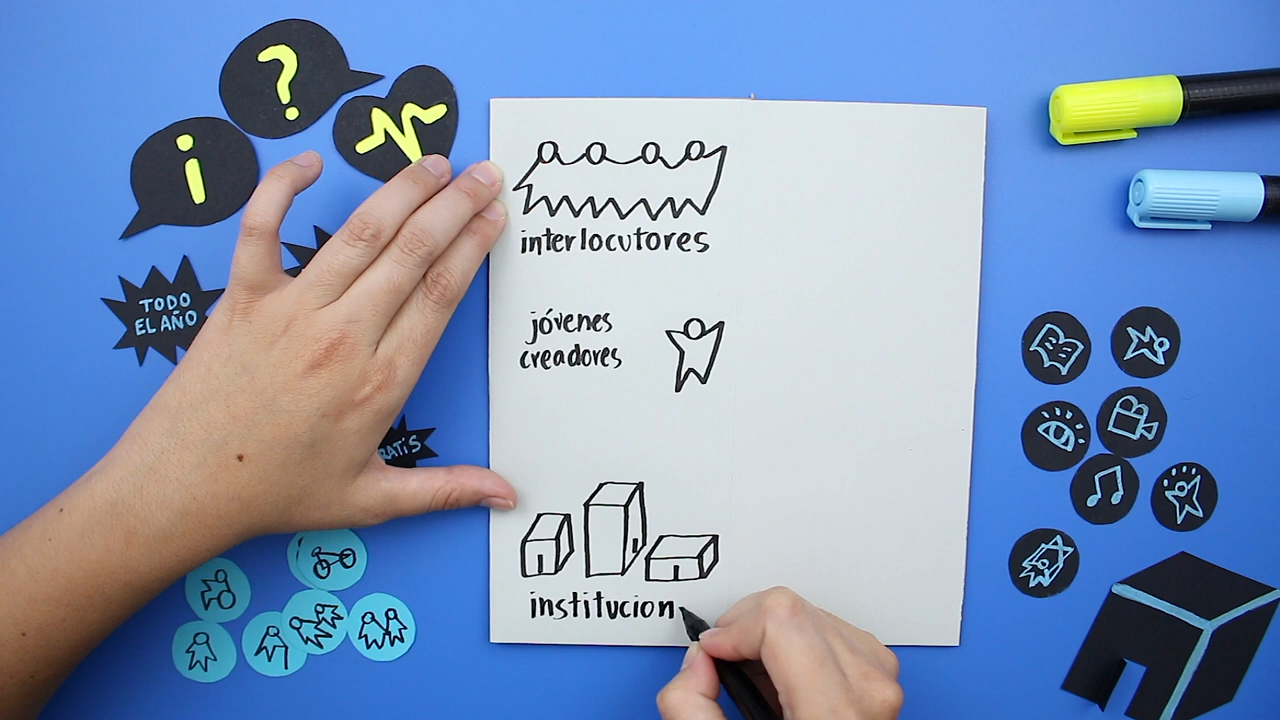 ?
i
TODO
EL AÑO
interlocutores
jóvenes
creadores
institucion